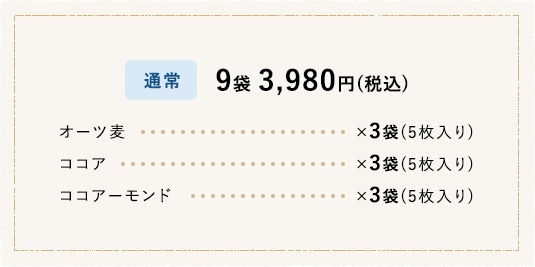 通常 9袋 3,980円(税込)
オーツ麦 ×3袋(5枚入り)
ココア ×3袋(5枚入り)
ココアーモンド ×3袋(5枚入り)